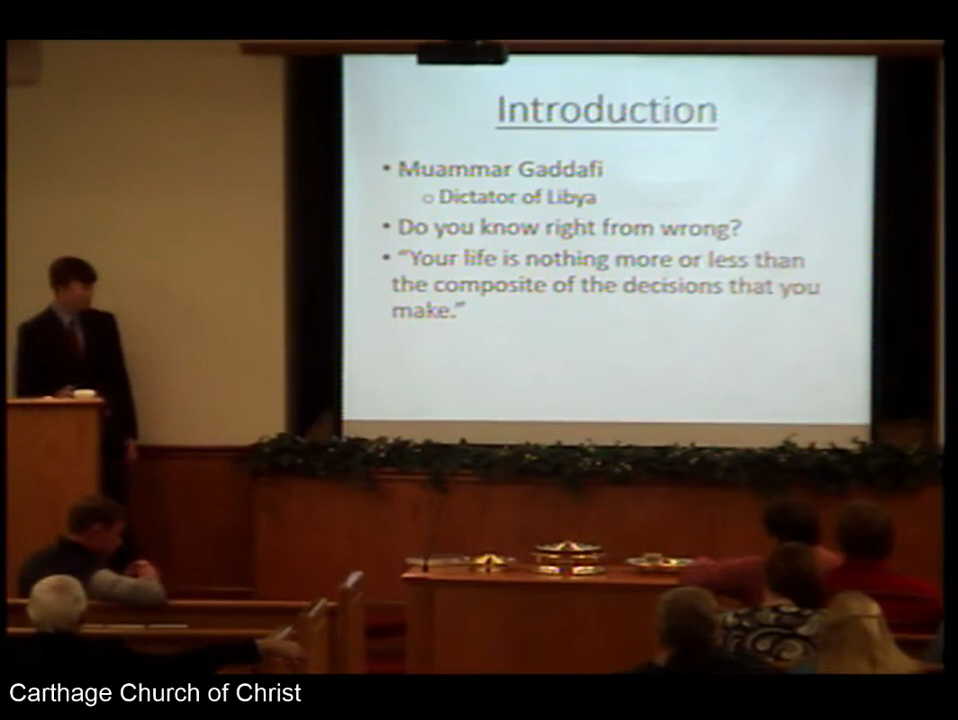 Introduction
• Muammar Gaddafi
o Dictator of Libya
• Do you know right from wrong?
• "Your life is nothing more or less than
the composite of the decisions that you
make."
Carthage Church of Christ